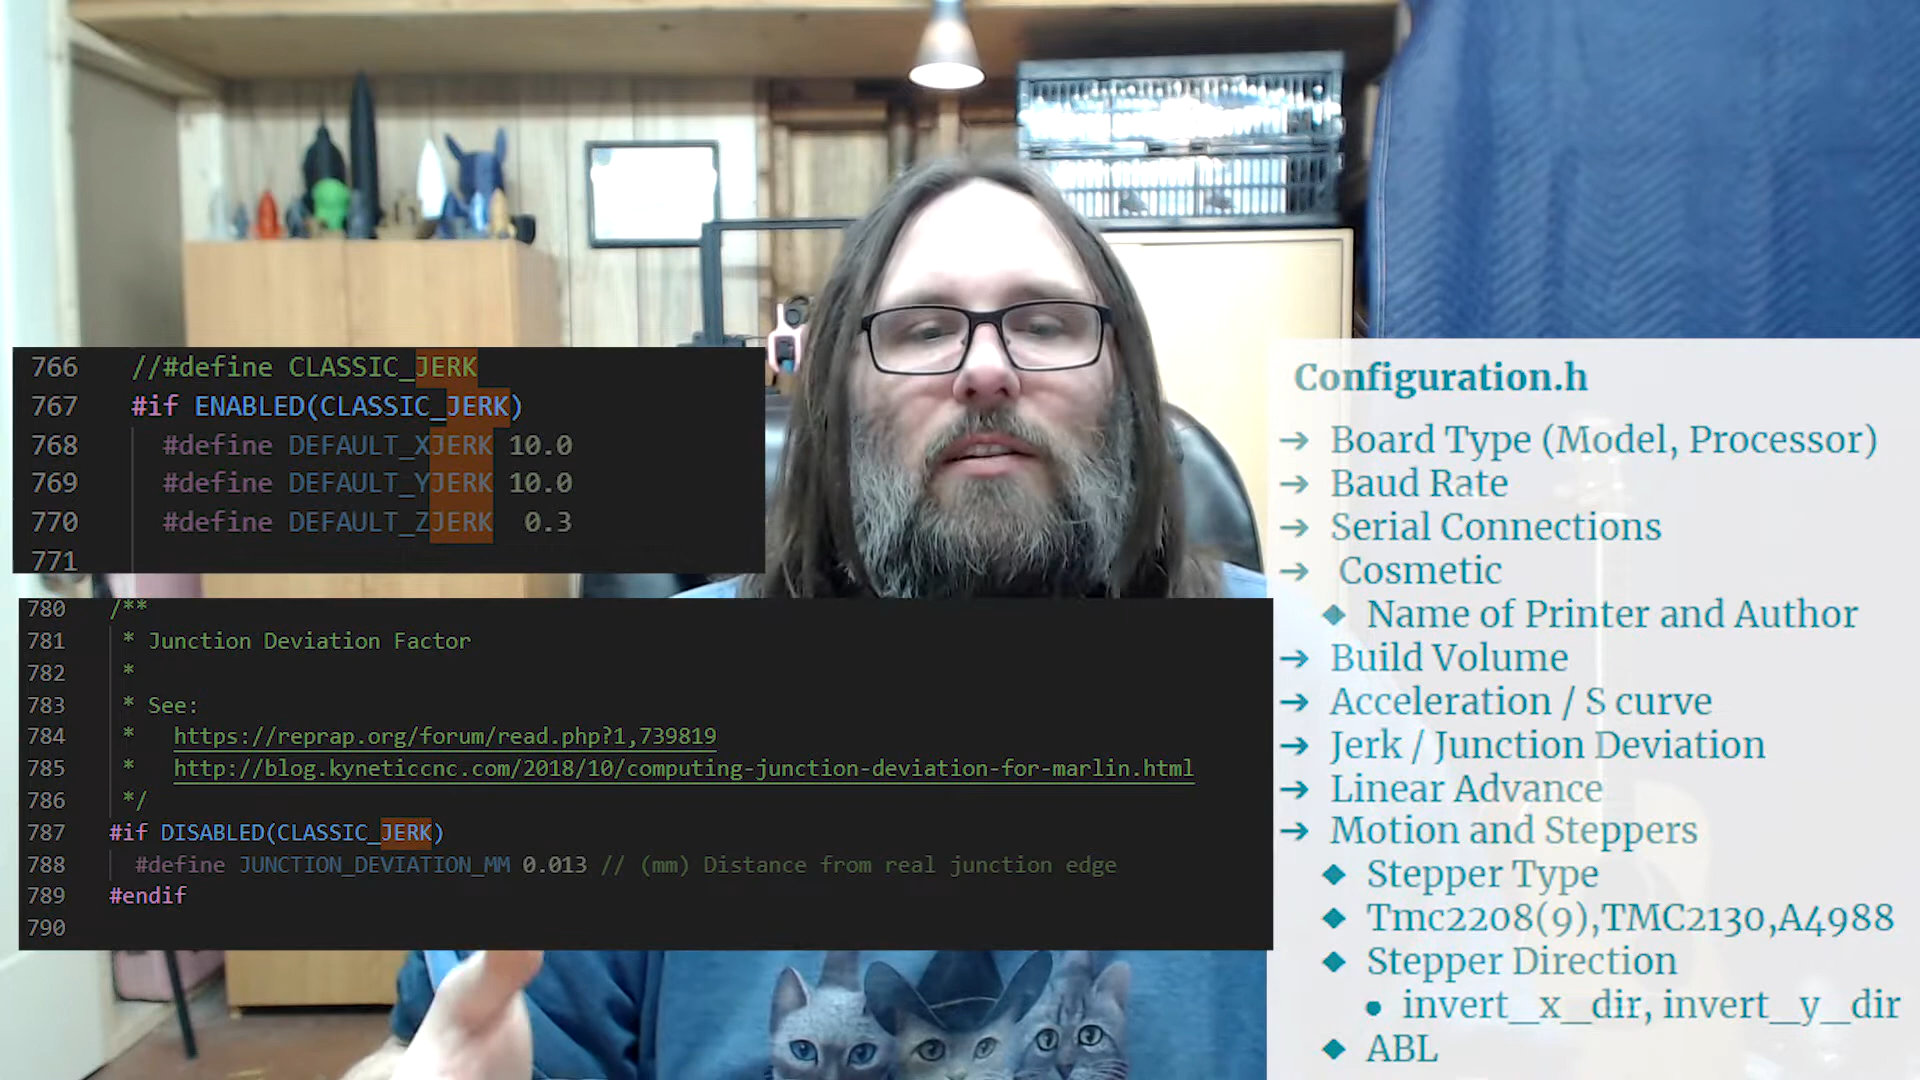 766 //#define CLASSIC_JERK
767 #if ENABLED(CLASSIC_JERK)
768 #define DEFAULT_XJERK 10.0
769 #define DEFAULT_YJERK 10.0
770 #define DEFAULT_ZJERK 0.3
771
780 /**
781 * Junction Deviation Factor
782 *
783 * See:
784 * https://reprap.org/forum/read.php?1,739819
785 * http://blog.kyneticcnc.com/2018/10/computing-junction-deviation-for-marlin.html
786 */
787 #if DISABLED(CLASSIC_JERK)
788 #define JUNCTION_DEVIATION_MM 0.013 // (mm) Distance from real junction edge
789 #endif
790
Configuration.h
➔ Board Type (Model, Processor)
➔ Baud Rate
➔ Serial Connections
➔ Cosmetic
◆ Name of Printer and Author
➔ Build Volume
➔ Acceleration / S curve
➔ Jerk / Junction Deviation
➔ Linear Advance
➔ Motion and Steppers
◆ Stepper Type
◆ Tmc2208(9),TMC2130,A4988
◆ Stepper Direction
● invert_x_dir, invert_y_dir
◆ ABL